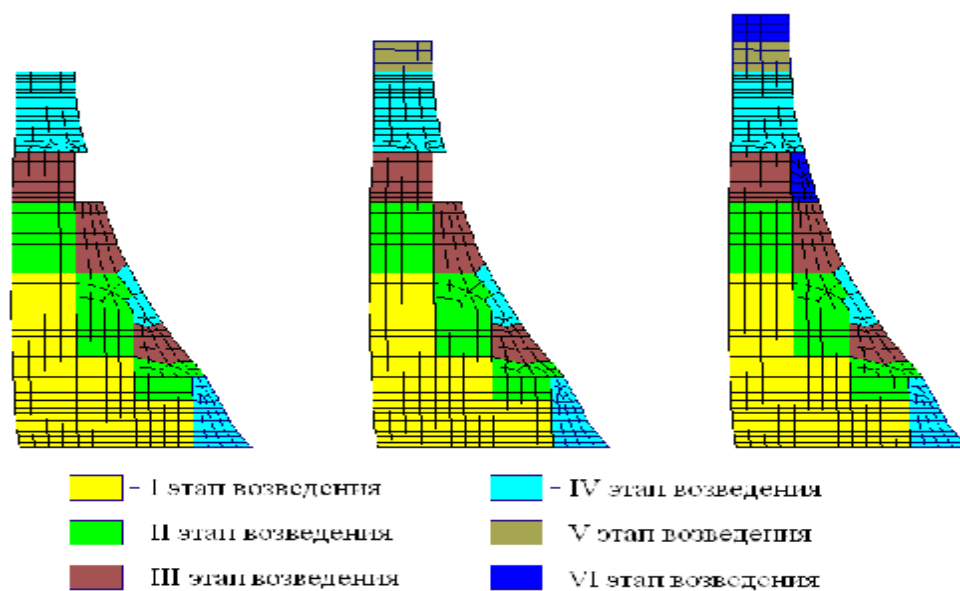 - I этап возведения
II этап возведения
III этап возведения
- IV этап возведения
V этап возведения
VI этап возведения